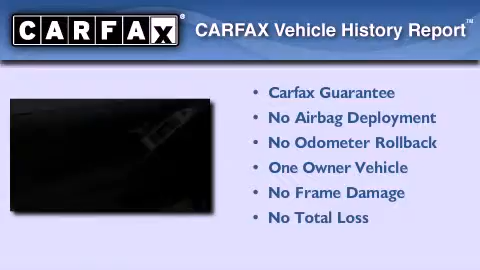 CARFAX® CARFAX Vehicle History Report™
• Carfax Guarantee
• No Airbag Deployment
• No Odometer Rollback
• One Owner Vehicle
• No Frame Damage
• No Total Loss